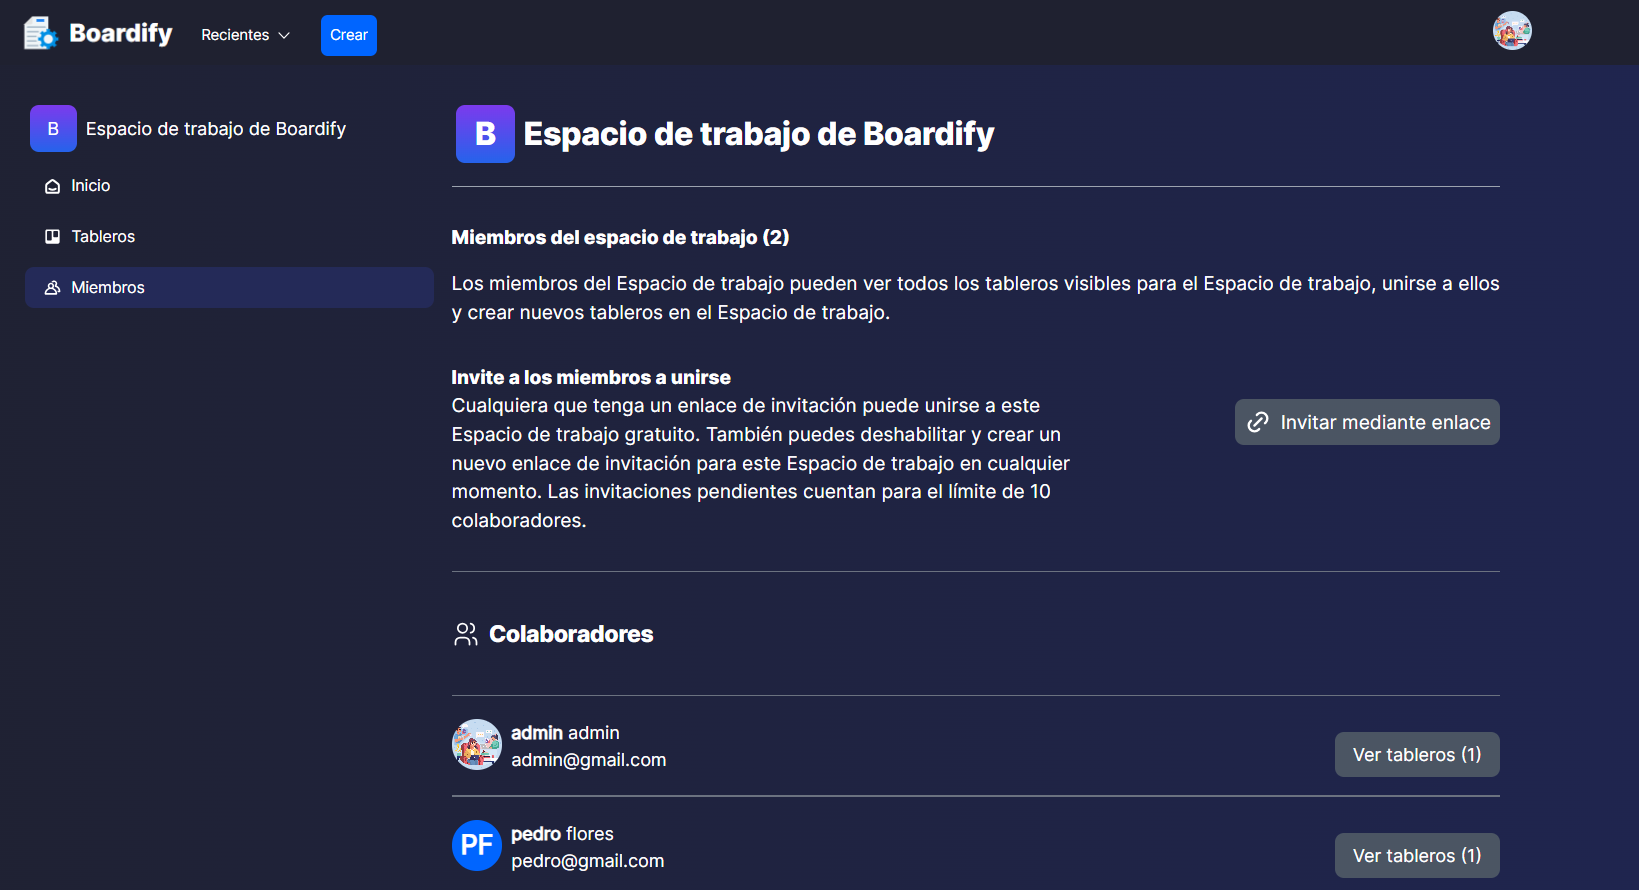 Boardify
Recientes
Crear
B
Espacio de trabajo de Boardify
Inicio
Tableros
Miembros
B
Espacio de trabajo de Boardify
Miembros del espacio de trabajo (2)
Los miembros del Espacio de trabajo pueden ver todos los tableros visibles para el Espacio de trabajo, unirse a ellos
y crear nuevos tableros en el Espacio de trabajo.
Invite a los miembros a unirse
Cualquiera que tenga un enlace de invitación puede unirse a este
Espacio de trabajo gratuito. También puedes deshabilitar y crear un
nuevo enlace de invitación para este Espacio de trabajo en cualquier
momento. Las invitaciones pendientes cuentan para el límite de 10
colaboradores.
Invitar mediante enlace
Colaboradores
admin admin
admin@gmail.com
Ver tableros (1)
PF
pedro flores
pedro@gmail.com
Ver tableros (1)